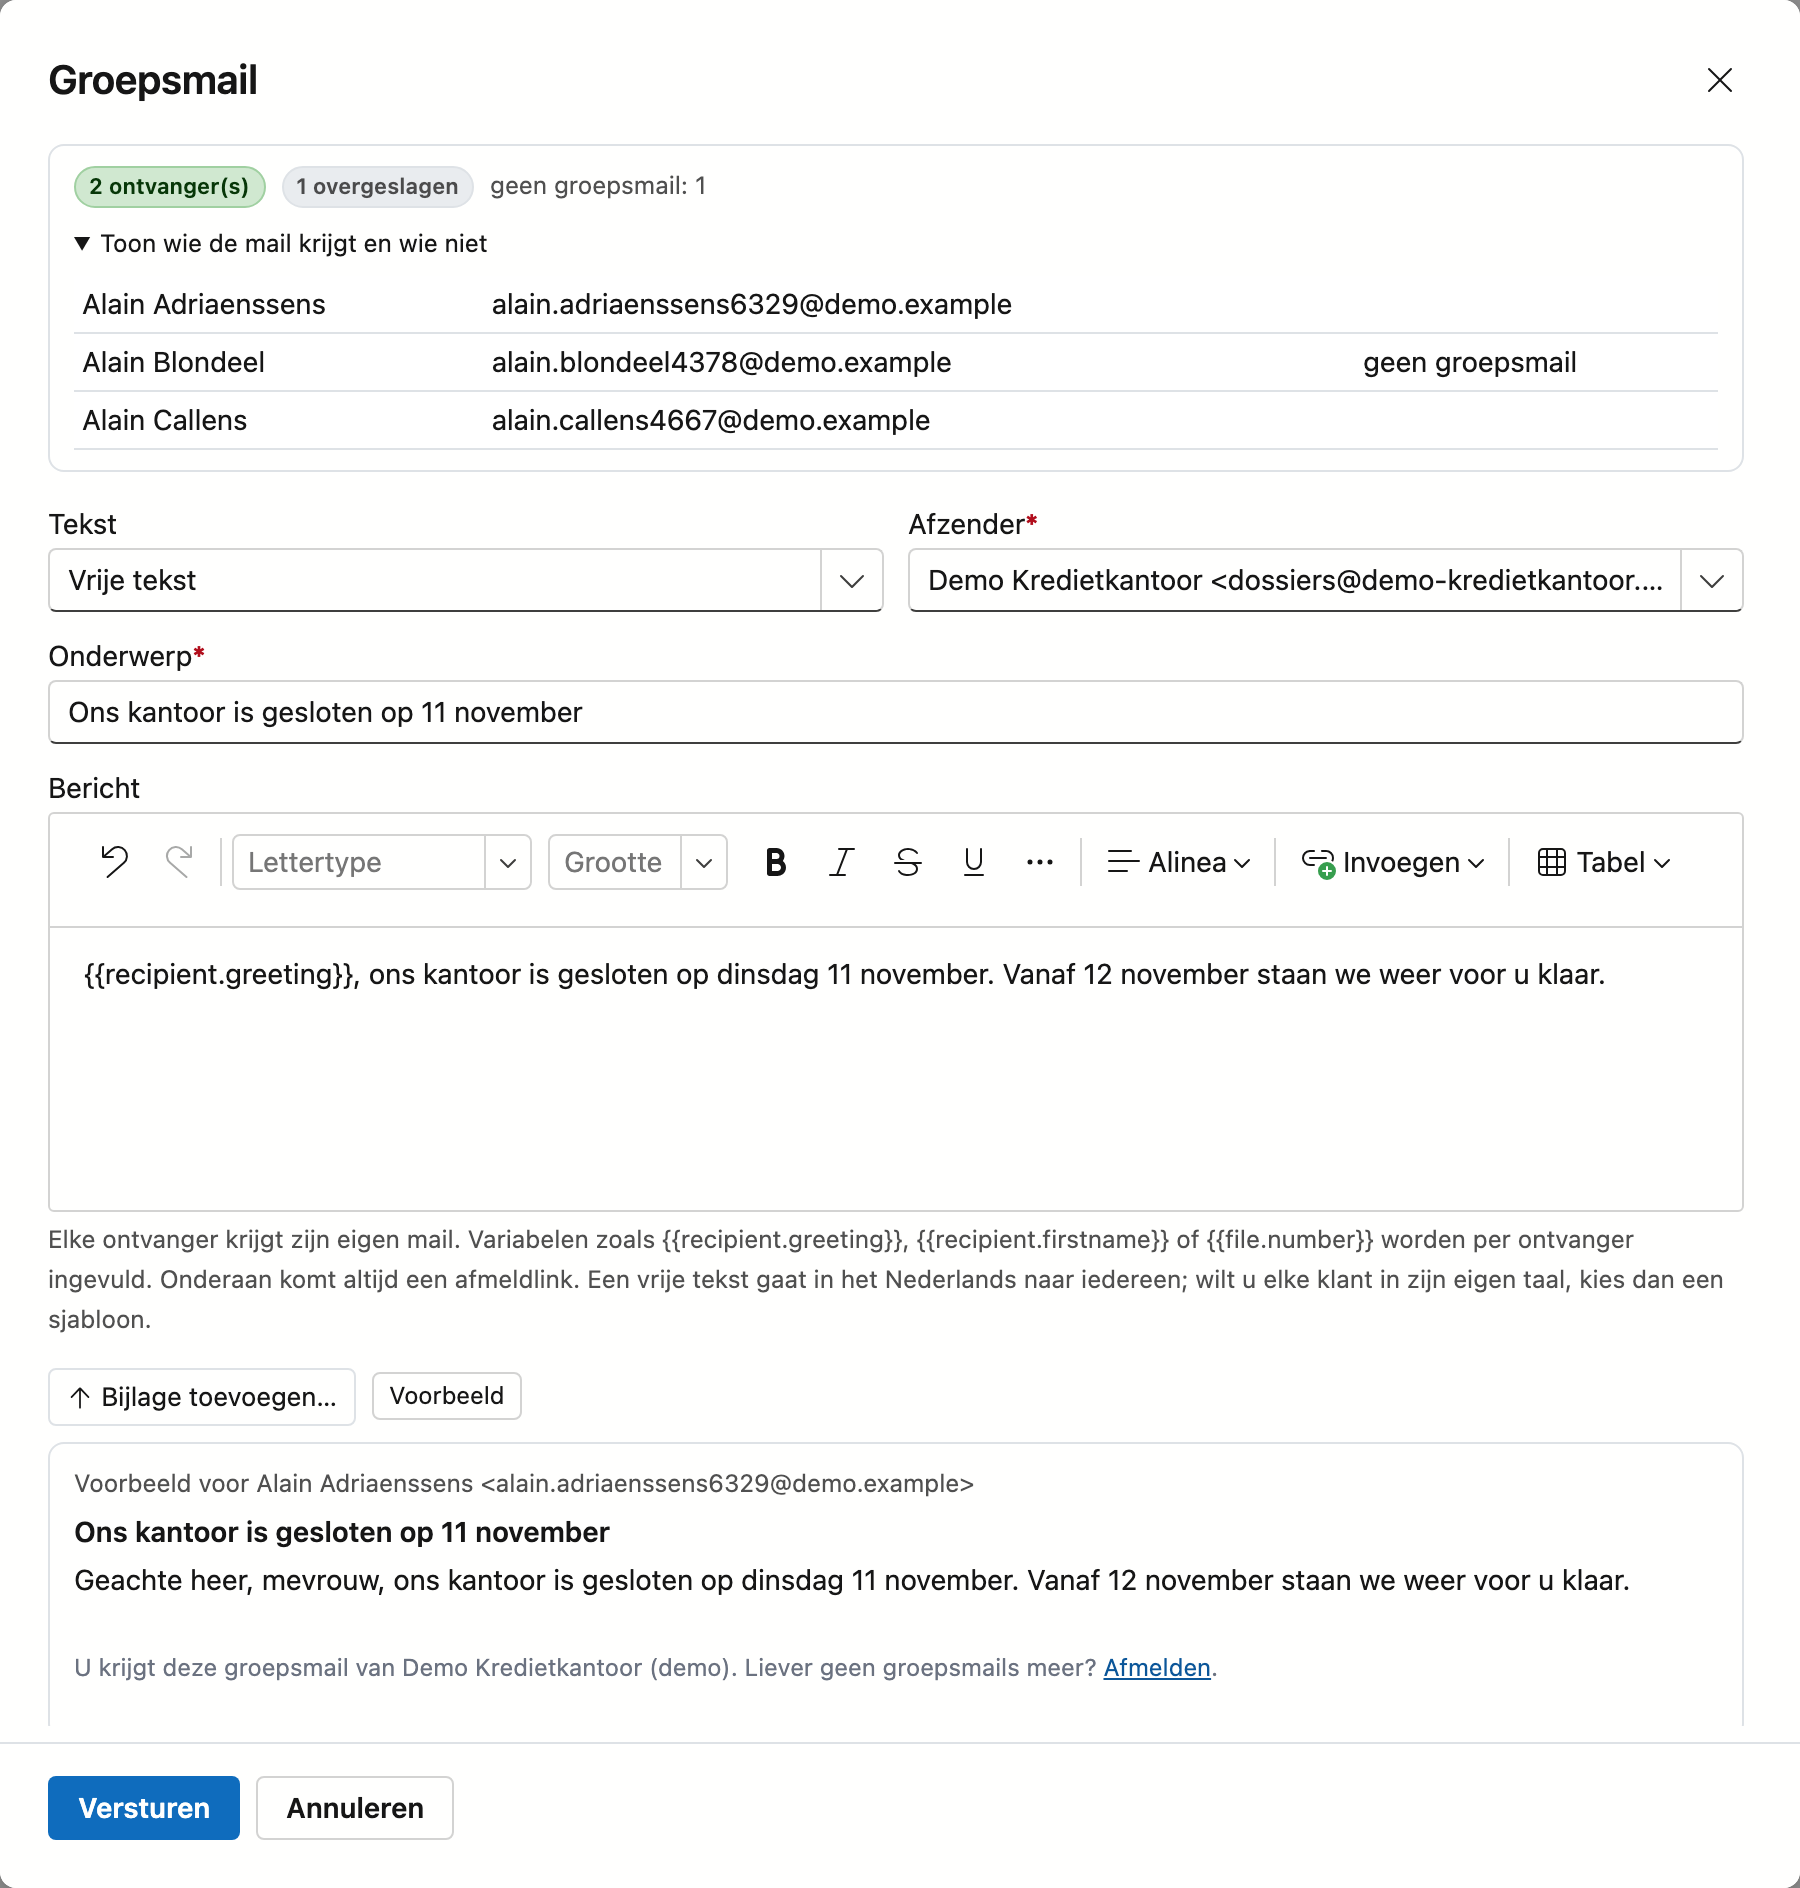 Groepsmail
2 ontvanger(s) 1 overgeslagen geen groepsmail: 1
Toon wie de mail krijgt en wie niet
Alain Adriaenssens alain.adriaenssens6329@demo.example
Alain Blondeel alain.blondeel4378@demo.example geen groepsmail
Alain Callens alain.callens4667@demo.example
Tekst Afzender*
Vrije tekst Demo Kredietkantoor <dossiers@demo-kredietkantoor....
Onderwerp*
Ons kantoor is gesloten op 11 november
Bericht
Lettertype Grootte B I S U ... Alinea Invoegen Tabel
{{recipient.greeting}}, ons kantoor is gesloten op dinsdag 11 november. Vanaf 12 november staan we weer voor u klaar.
Elke ontvanger krijgt zijn eigen mail. Variabelen zoals {{recipient.greeting}}, {{recipient.firstname}} of {{file.number}} worden per ontvanger
ingevuld. Onderaan komt altijd een afmeldlink. Een vrije tekst gaat in het Nederlands naar iedereen; wilt u elke klant in zijn eigen taal, kies dan een
sjabloon.
Bijlage toevoegen... Voorbeeld
Voorbeeld voor Alain Adriaenssens <alain.adriaenssens6329@demo.example>
Ons kantoor is gesloten op 11 november
Geachte heer, mevrouw, ons kantoor is gesloten op dinsdag 11 november. Vanaf 12 november staan we weer voor u klaar.
U krijgt deze groepsmail van Demo Kredietkantoor (demo). Liever geen groepsmails meer? Afmelden.
Versturen Annuleren